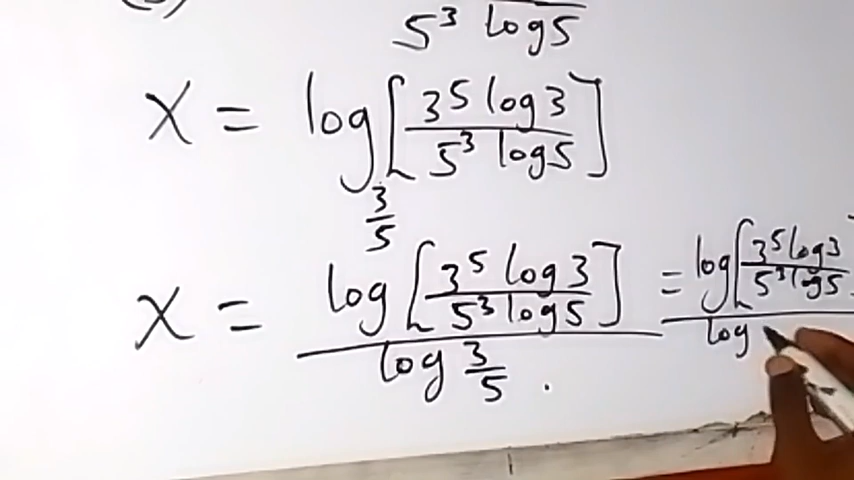 5³ log5
x = log_{3/5} [3⁵ log3 / 5³ log5]
x = log [3⁵ log3 / 5³ log5] / log 3/5 . = log [3⁵ log3 / 5³ log5 / log